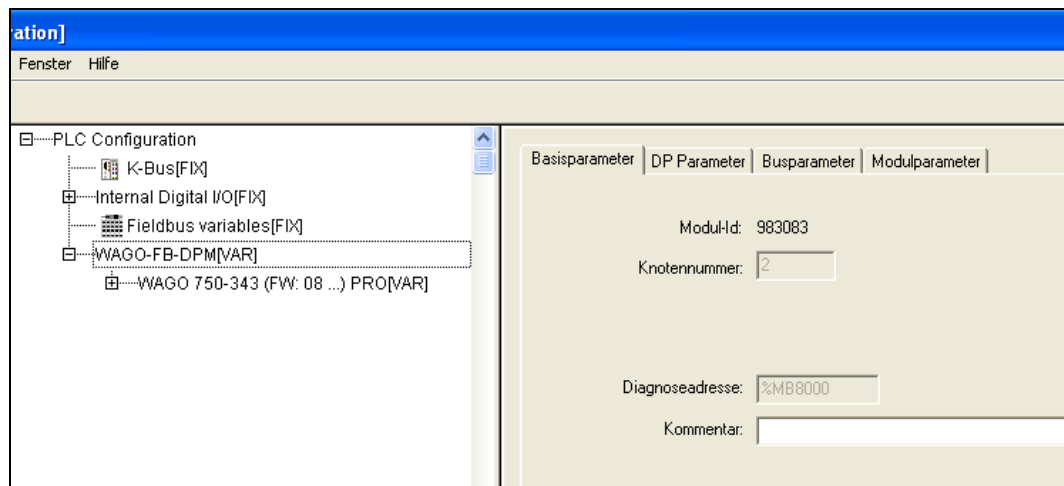 ation]
Fenster Hilfe
PLC Configuration
K-Bus[FIX]
Internal Digital I/O[FIX]
Fieldbus variables[FIX]
WAGO-FB-DPM[VAR]
WAGO 750-343 (FW: 08 ...) PRO[VAR]
Basisparameter DP Parameter Busparameter Modulparameter
Modul-Id: 983083
Knotennummer: 2
Diagnoseadresse: %MB8000
Kommentar: